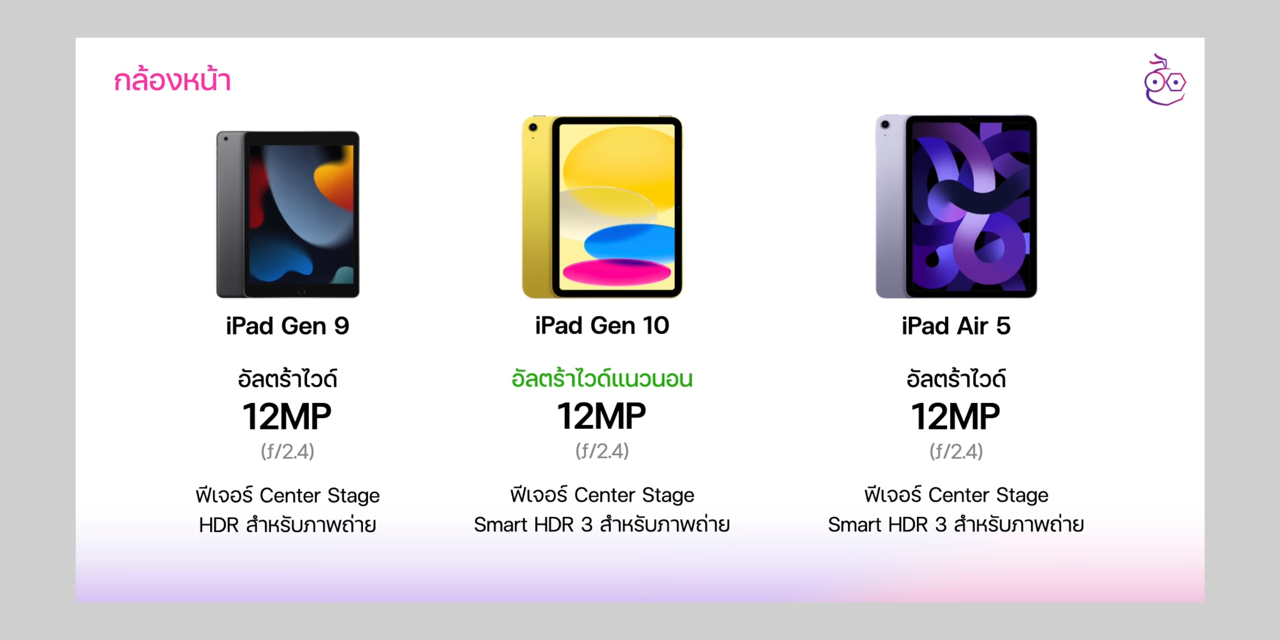 กล้องหน้า
iPad Gen 9
อัลตร้าไวด์
12MP
(ƒ/2.4)
ฟีเจอร์ Center Stage
HDR สำหรับภาพถ่าย
iPad Gen 10
อัลตร้าไวด์แนวนอน
12MP
(ƒ/2.4)
ฟีเจอร์ Center Stage
Smart HDR 3 สำหรับภาพถ่าย
iPad Air 5
อัลตร้าไวด์
12MP
(ƒ/2.4)
ฟีเจอร์ Center Stage
Smart HDR 3 สำหรับภาพถ่าย